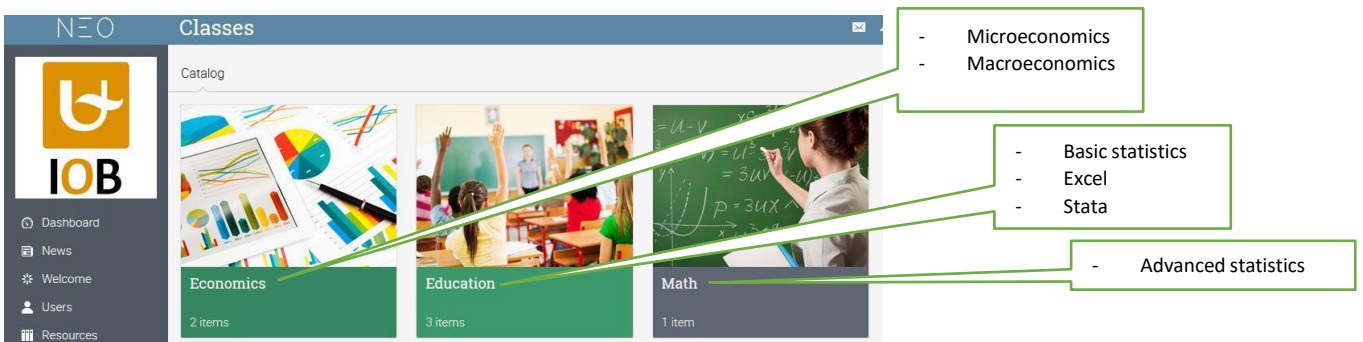 NEO
Classes
Catalog
IOB
Dashboard
News
Welcome
Users
Resources
Economics
2 items
Education
3 items
Math
1 item
- Microeconomics
- Macroeconomics
- Basic statistics
- Excel
- Stata
- Advanced statistics